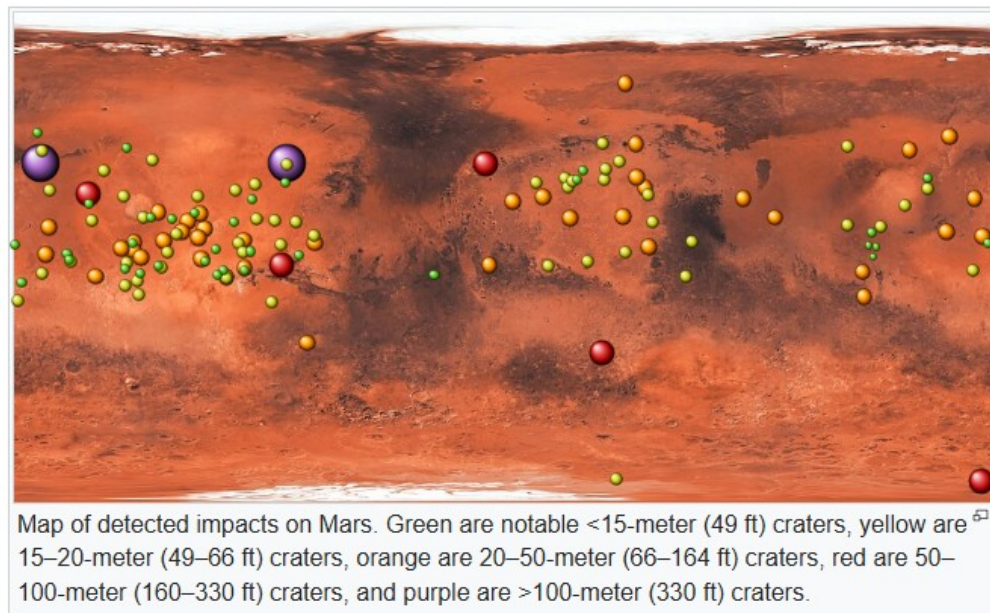 Map of detected impacts on Mars. Green are notable <15-meter (49 ft) craters, yellow are
15–20-meter (49–66 ft) craters, orange are 20–50-meter (66–164 ft) craters, red are 50–
100-meter (160–330 ft) craters, and purple are >100-meter (330 ft) craters.